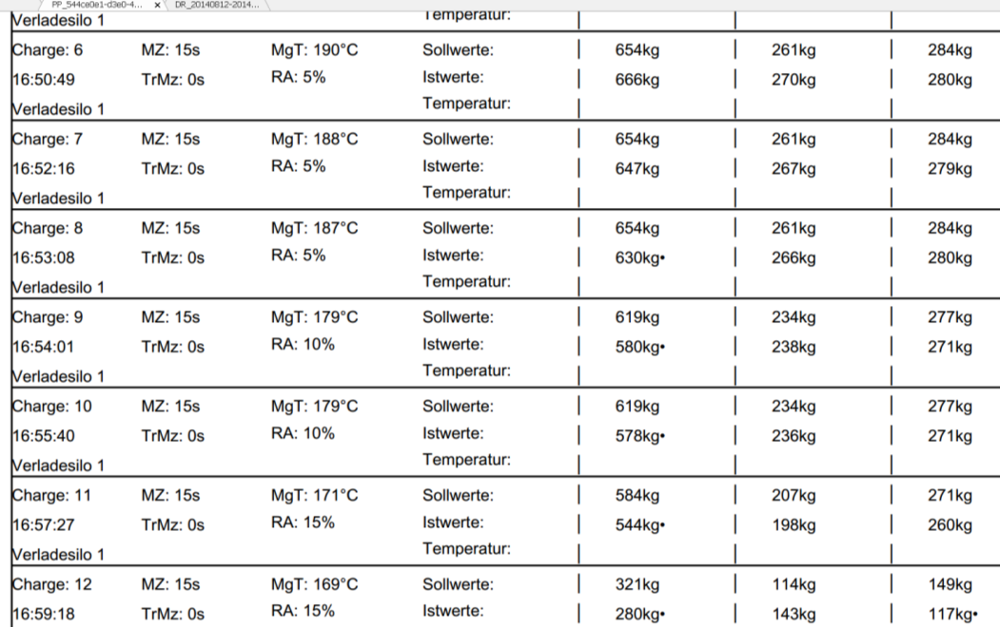 PP_544ce0e1-d3e0-4... x DR_20140812-2014...
Verladesilo 1 Temperatur: | | |
Charge: 6 MZ: 15s MgT: 190°C Sollwerte: | 654kg | 261kg | 284kg
16:50:49 TrMz: 0s RA: 5% Istwerte: | 666kg | 270kg | 280kg
Verladesilo 1 Temperatur: | | |
Charge: 7 MZ: 15s MgT: 188°C Sollwerte: | 654kg | 261kg | 284kg
16:52:16 TrMz: 0s RA: 5% Istwerte: | 647kg | 267kg | 279kg
Verladesilo 1 Temperatur: | | |
Charge: 8 MZ: 15s MgT: 187°C Sollwerte: | 654kg | 261kg | 284kg
16:53:08 TrMz: 0s RA: 5% Istwerte: | 630kg• | 266kg | 280kg
Verladesilo 1 Temperatur: | | |
Charge: 9 MZ: 15s MgT: 179°C Sollwerte: | 619kg | 234kg | 277kg
16:54:01 TrMz: 0s RA: 10% Istwerte: | 580kg• | 238kg | 271kg
Verladesilo 1 Temperatur: | | |
Charge: 10 MZ: 15s MgT: 179°C Sollwerte: | 619kg | 234kg | 277kg
16:55:40 TrMz: 0s RA: 10% Istwerte: | 578kg• | 236kg | 271kg
Verladesilo 1 Temperatur: | | |
Charge: 11 MZ: 15s MgT: 171°C Sollwerte: | 584kg | 207kg | 271kg
16:57:27 TrMz: 0s RA: 15% Istwerte: | 544kg• | 198kg | 260kg
Verladesilo 1 Temperatur: | | |
Charge: 12 MZ: 15s MgT: 169°C Sollwerte: | 321kg | 114kg | 149kg
16:59:18 TrMz: 0s RA: 15% Istwerte: | 280kg• | 143kg | 117kg•